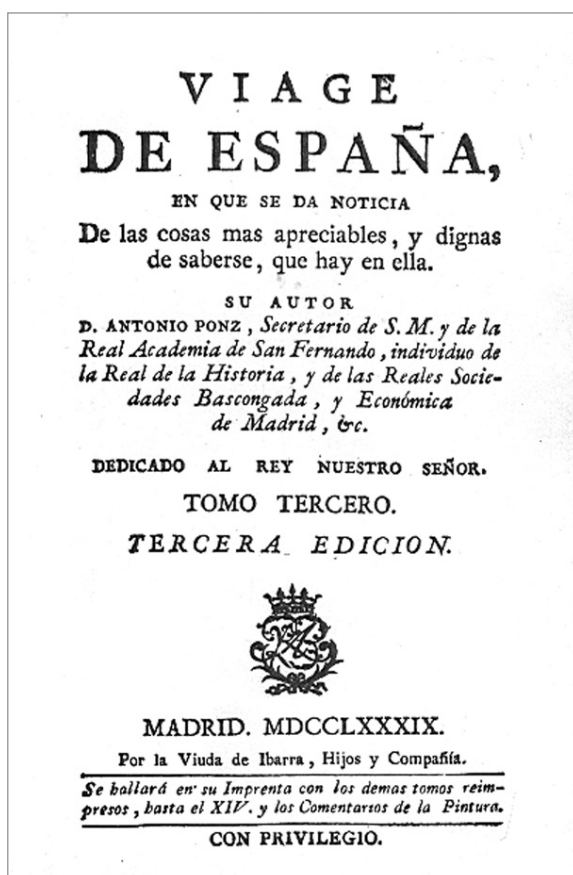 VIAGE
DE ESPAÑA,
EN QUE SE DA NOTICIA
De las cosas mas apreciables, y dignas
de saberse, que hay en ella.
SU AUTOR
D. ANTONIO PONZ, Secretario de S. M. y de la
Real Academia de San Fernando, individuo de
la Real de la Historia, y de las Reales Socie-
dades Bascongada, y Económica
de Madrid, &c.
DEDICADO AL REY NUESTRO SEÑOR.
TOMO TERCERO.
TERCERA EDICION.
MADRID. MDCCLXXXIX.
Por la Viuda de Ibarra, Hijos y Compañía.
Se hallará en su Imprenta con los demas tomos reim-
presos, hasta el XIV. y los Comentarios de la Pintura.
CON PRIVILEGIO.